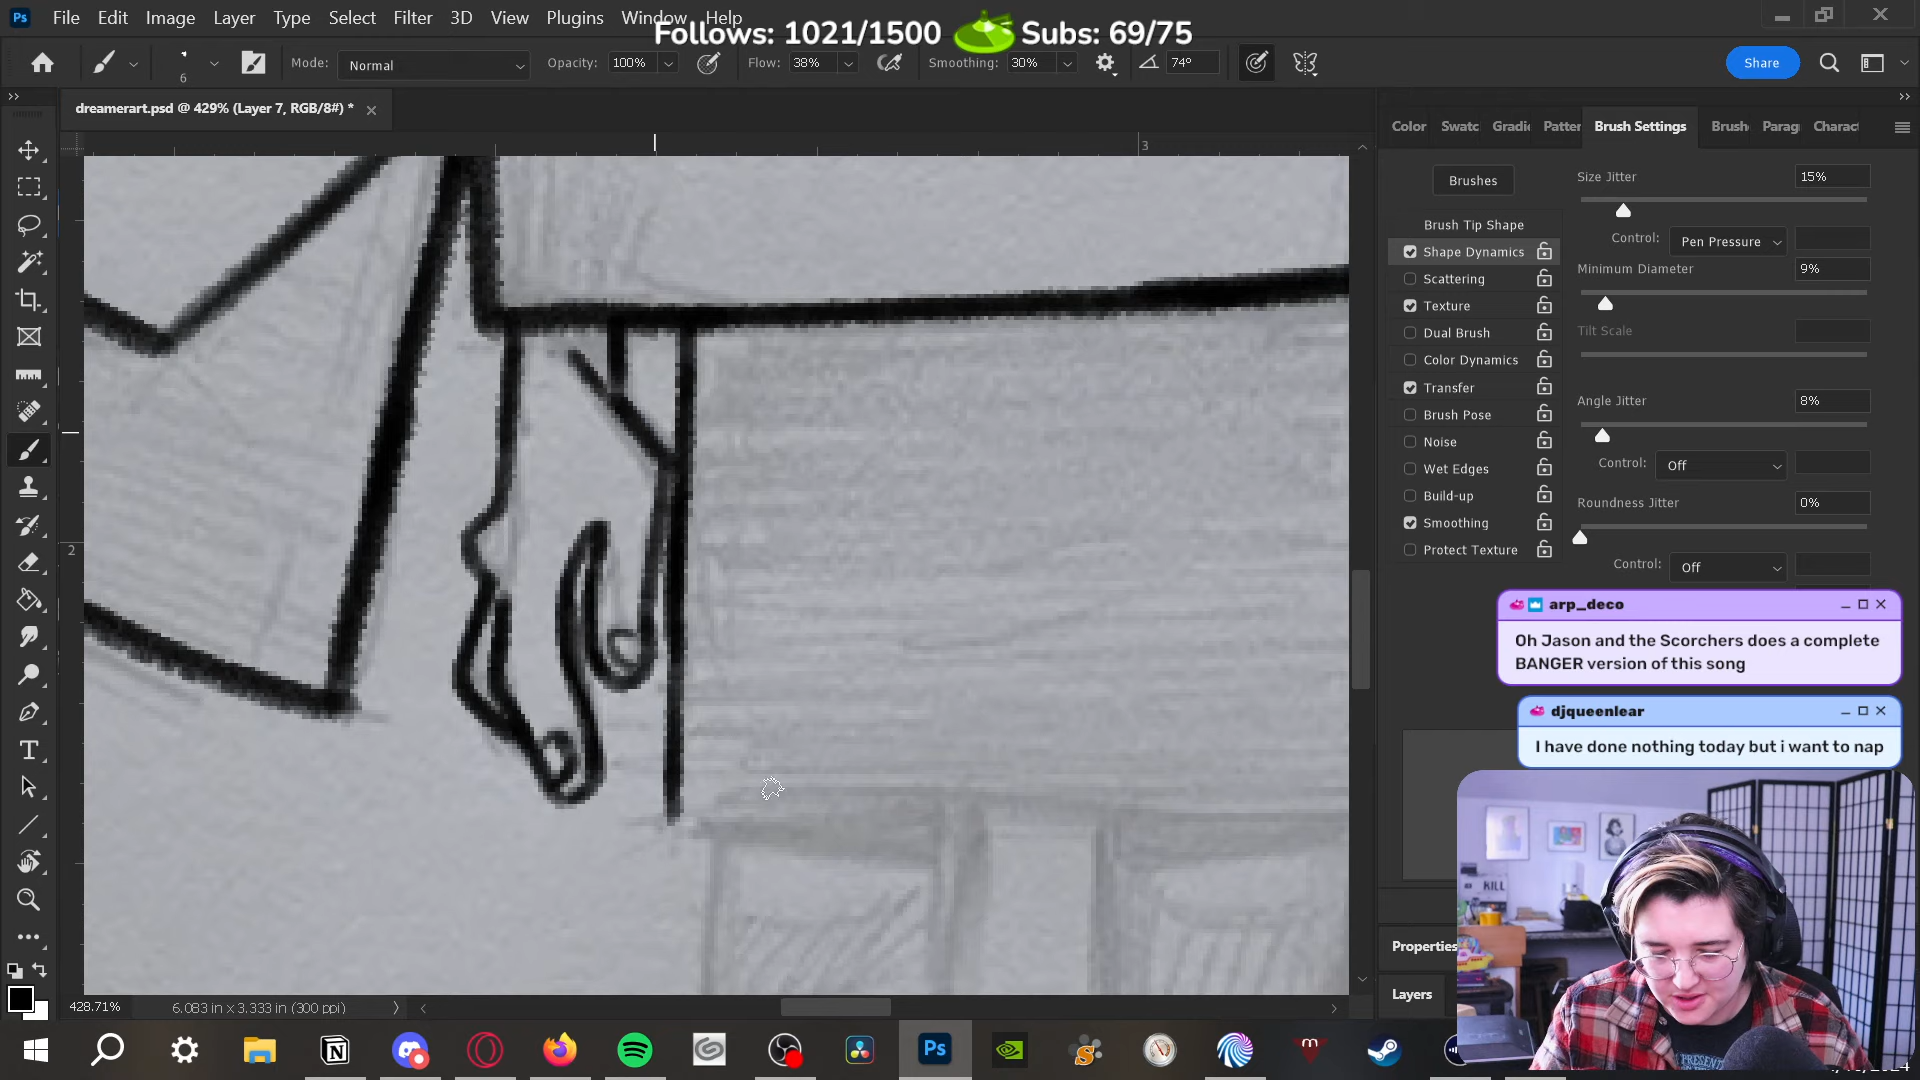 File Edit Image Layer Type Select Filter 3D View Plugins Window Help
Follows: 1021/1500 Subs: 69/75
6 Mode: Normal Opacity: 100% Flow: 38% Smoothing: 30% 74° Share
dreamerart.psd @ 429% (Layer 7, RGB/8#) *
Color Swatc Gradie Patter Brush Settings Brush Parag Charac
3
2
Brushes
Brush Tip Shape
Shape Dynamics
Scattering
Texture
Dual Brush
Color Dynamics
Transfer
Brush Pose
Noise
Wet Edges
Build-up
Smoothing
Protect Texture
Size Jitter 15%
Control: Pen Pressure
Minimum Diameter 9%
Tilt Scale
Angle Jitter 8%
Control: Off
Roundness Jitter 0%
Control: Off
arp_deco
Oh Jason and the Scorchers does a complete
BANGER version of this song
djqueenlear
I have done nothing today but i want to nap
KILL
Properties
Layers
428.71% 6.083 in x 3.333 in (300 ppi)
Ps